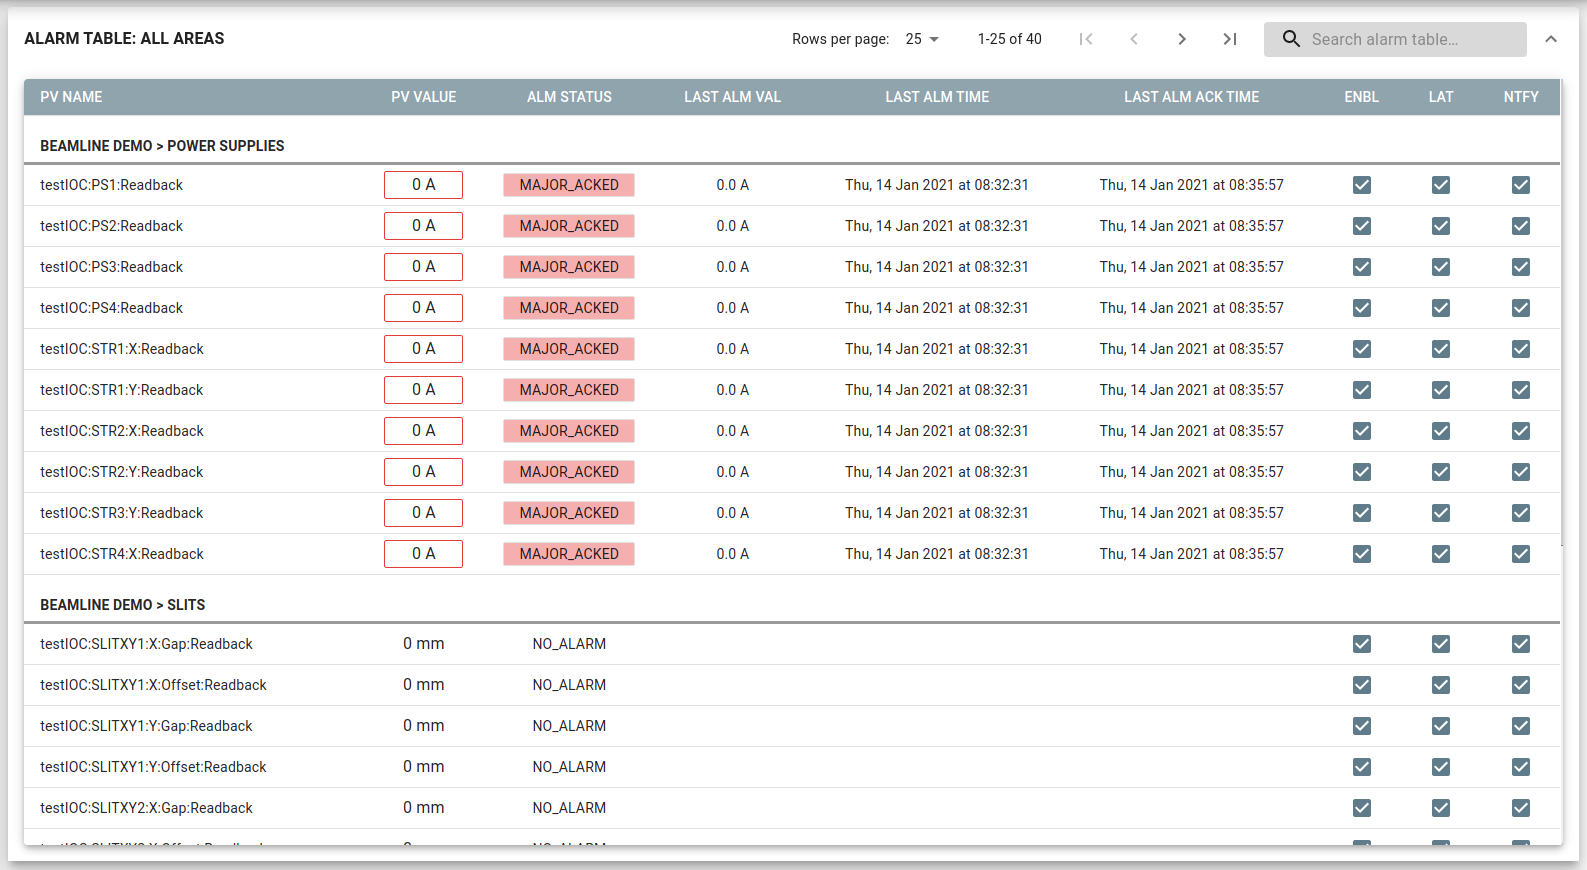 ALARM TABLE: ALL AREAS Rows per page: 25 1-25 of 40 Search alarm table...
PV NAME PV VALUE ALM STATUS LAST ALM VAL LAST ALM TIME LAST ALM ACK TIME ENBL LAT NTFY
BEAMLINE DEMO > POWER SUPPLIES
testIOC:PS1:Readback 0 A MAJOR_ACKED 0.0 A Thu, 14 Jan 2021 at 08:32:31 Thu, 14 Jan 2021 at 08:35:57
testIOC:PS2:Readback 0 A MAJOR_ACKED 0.0 A Thu, 14 Jan 2021 at 08:32:31 Thu, 14 Jan 2021 at 08:35:57
testIOC:PS3:Readback 0 A MAJOR_ACKED 0.0 A Thu, 14 Jan 2021 at 08:32:31 Thu, 14 Jan 2021 at 08:35:57
testIOC:PS4:Readback 0 A MAJOR_ACKED 0.0 A Thu, 14 Jan 2021 at 08:32:31 Thu, 14 Jan 2021 at 08:35:57
testIOC:STR1:X:Readback 0 A MAJOR_ACKED 0.0 A Thu, 14 Jan 2021 at 08:32:31 Thu, 14 Jan 2021 at 08:35:57
testIOC:STR1:Y:Readback 0 A MAJOR_ACKED 0.0 A Thu, 14 Jan 2021 at 08:32:31 Thu, 14 Jan 2021 at 08:35:57
testIOC:STR2:X:Readback 0 A MAJOR_ACKED 0.0 A Thu, 14 Jan 2021 at 08:32:31 Thu, 14 Jan 2021 at 08:35:57
testIOC:STR2:Y:Readback 0 A MAJOR_ACKED 0.0 A Thu, 14 Jan 2021 at 08:32:31 Thu, 14 Jan 2021 at 08:35:57
testIOC:STR3:Y:Readback 0 A MAJOR_ACKED 0.0 A Thu, 14 Jan 2021 at 08:32:31 Thu, 14 Jan 2021 at 08:35:57
testIOC:STR4:X:Readback 0 A MAJOR_ACKED 0.0 A Thu, 14 Jan 2021 at 08:32:31 Thu, 14 Jan 2021 at 08:35:57
BEAMLINE DEMO > SLITS
testIOC:SLITXY1:X:Gap:Readback 0 mm NO_ALARM
testIOC:SLITXY1:X:Offset:Readback 0 mm NO_ALARM
testIOC:SLITXY1:Y:Gap:Readback 0 mm NO_ALARM
testIOC:SLITXY1:Y:Offset:Readback 0 mm NO_ALARM
testIOC:SLITXY2:X:Gap:Readback 0 mm NO_ALARM